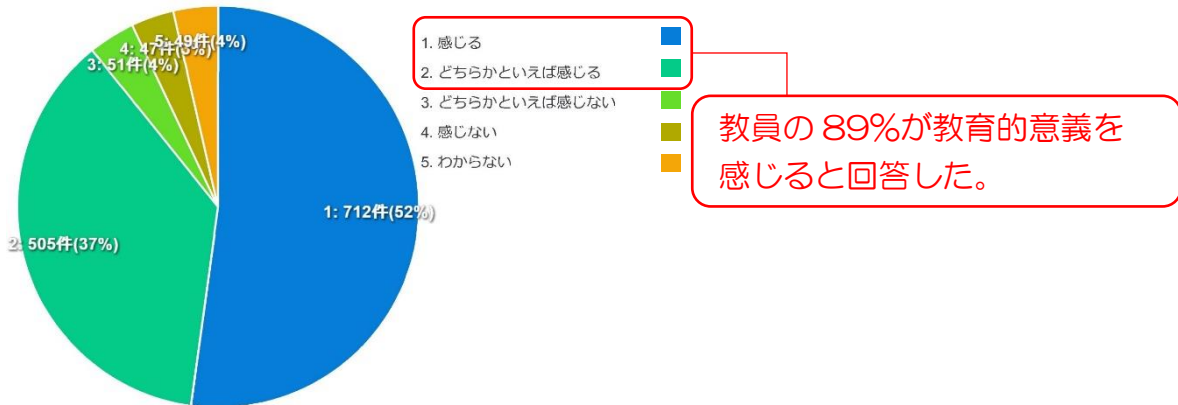 5: 49件(4%)
4: 47件(3%)
3: 51件(4%)
1: 712件(52%)
2: 505件(37%)
1. 感じる
2. どちらかといえば感じる
3. どちらかといえば感じない
4. 感じない
5. わからない
教員の 89%が教育的意義を
感じると回答した。